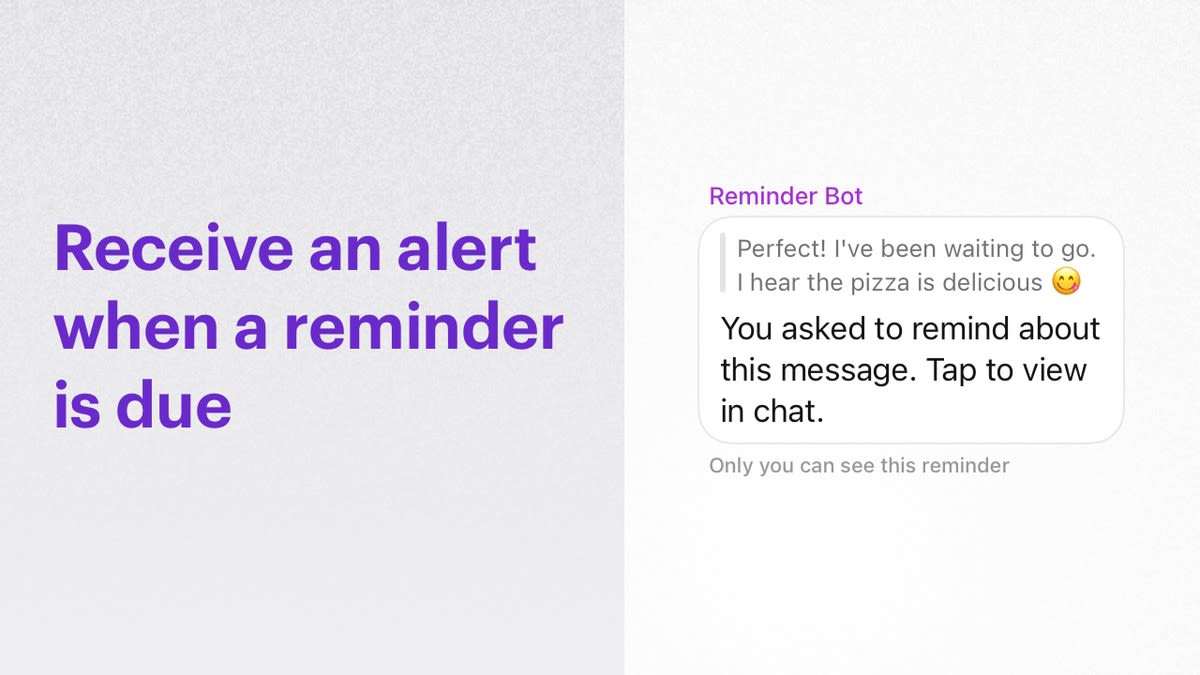 Receive an alert
when a reminder
is due
Reminder Bot
Perfect! I've been waiting to go.
I hear the pizza is delicious 😋
You asked to remind about
this message. Tap to view
in chat.
Only you can see this reminder